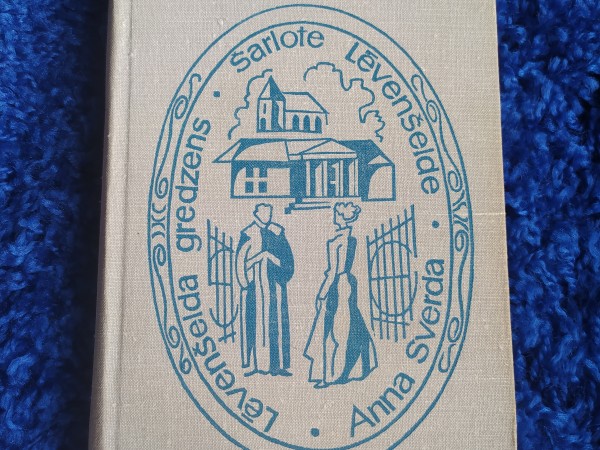 Lēvenšelda gredzens · Šarlote Lēvenšelde · Anna Sverda ·